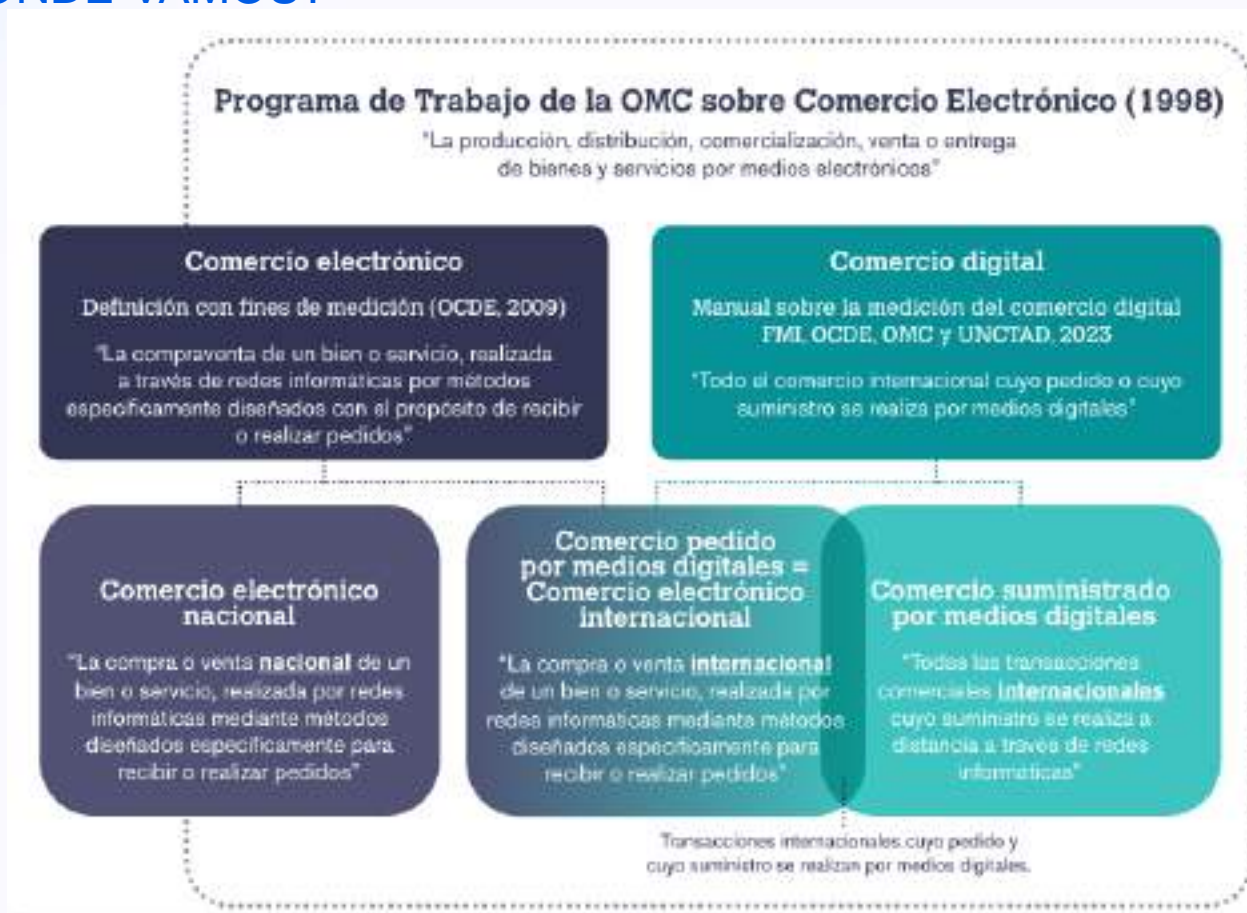 ONDE VAMOS?
Programa de Trabajo de la OMC sobre Comercio Electrónico (1998)
"La producción, distribución, comercialización, venta o entrega
de bienes y servicios por medios electrónicos"
Comercio electrónico
Definición con fines de medición (OCDE, 2009)
"La compraventa de un bien o servicio, realizada
a través de redes informáticas por métodos
específicamente diseñados con el propósito de recibir
o realizar pedidos"
Comercio digital
Manual sobre la medición del comercio digital
FMI, OCDE, OMC y UNCTAD, 2023
"Todo el comercio internacional cuyo pedido o cuyo
suministro se realiza por medios digitales"
Comercio electrónico
nacional
"La compra o venta nacional de un
bien o servicio, realizada por redes
informáticas mediante métodos
diseñados específicamente para
recibir o realizar pedidos"
Comercio pedido
por medios digitales =
Comercio electrónico
internacional
"La compra o venta internacional
de un bien o servicio, realizada por
redes informáticas mediante métodos
diseñados específicamente para
recibir o realizar pedidos"
Comercio suministrado
por medios digitales
"Todas las transacciones
comerciales internacionales
cuyo suministro se realiza a
distancia a través de redes
informáticas"
Transacciones internacionales cuyo pedido y
cuyo suministro se realizan por medios digitales.